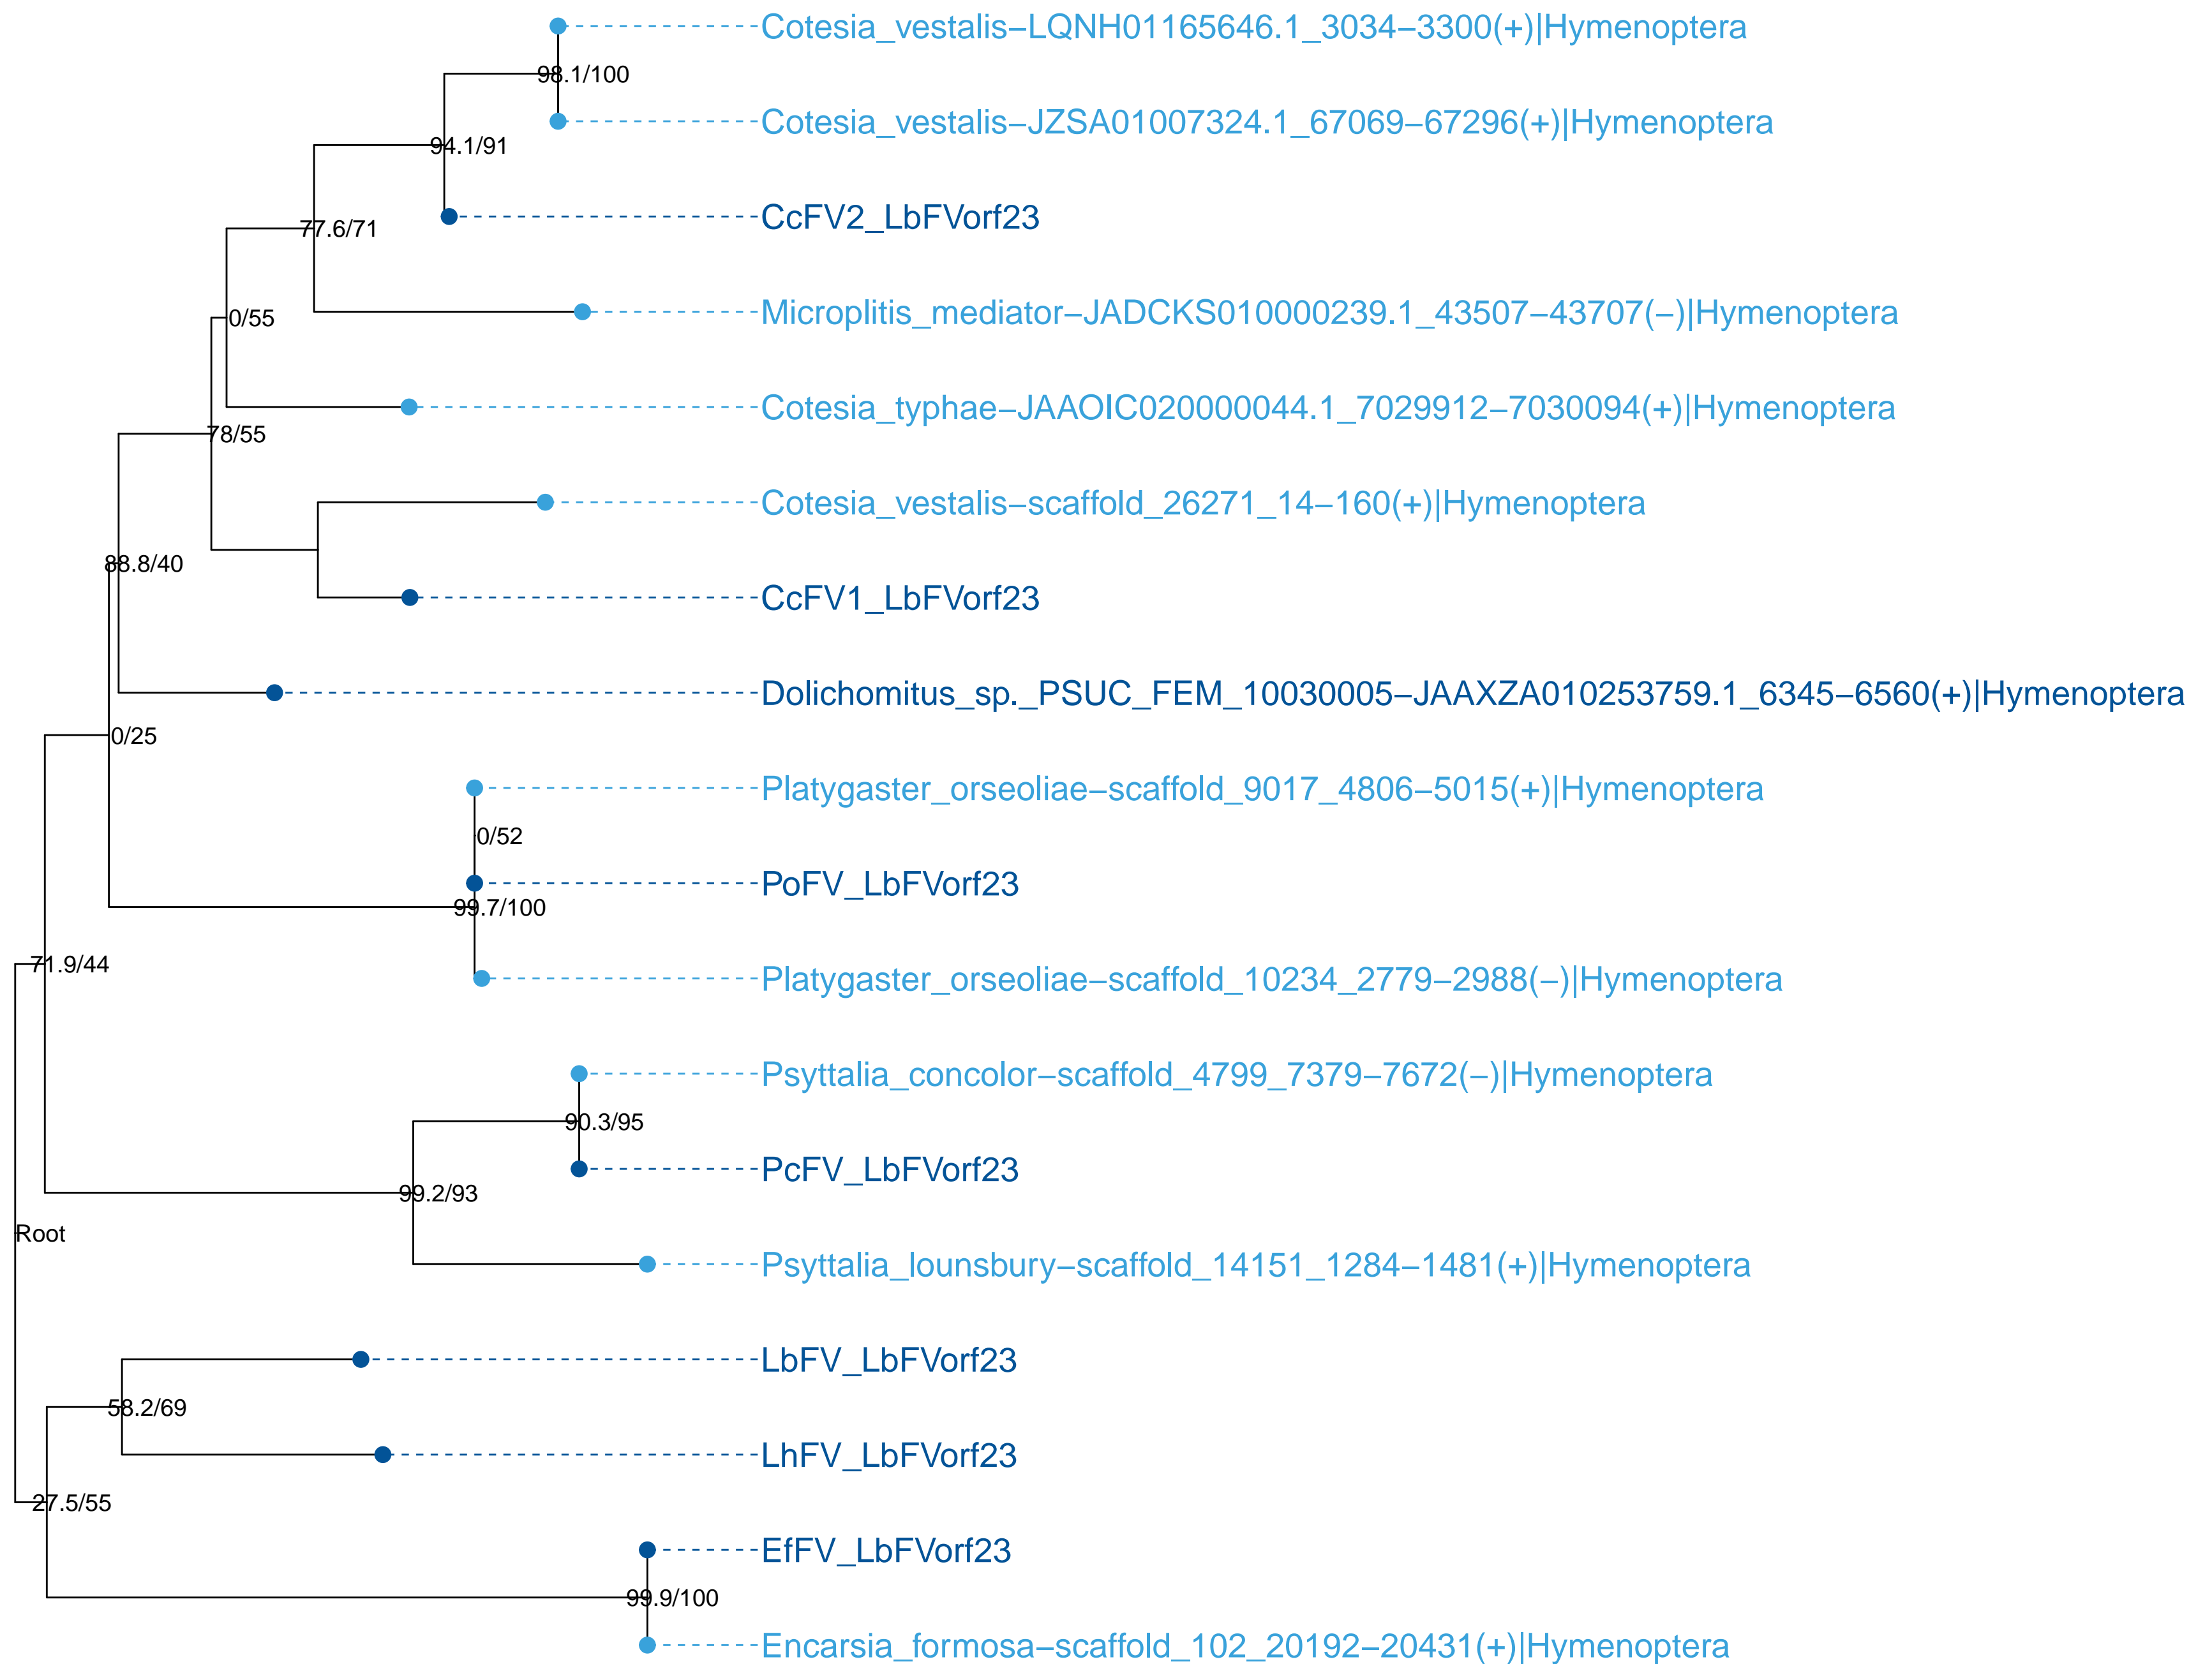 Cotesia_vestalis−LQNH01165646.1_3034−3300(+)|Hymenoptera
98.1/100
Cotesia_vestalis−JZSA01007324.1_67069−67296(+)|Hymenoptera
94.1/91
CcFV2_LbFVorf23
77.6/71
Microplitis_mediator−JADCKS010000239.1_43507−43707(−)|Hymenoptera
0/55
Cotesia_typhae−JAAOIC020000044.1_7029912−7030094(+)|Hymenoptera
78/55
Cotesia_vestalis−scaffold_26271_14−160(+)|Hymenoptera
88.8/40
CcFV1_LbFVorf23
Dolichomitus_sp._PSUC_FEM_10030005−JAAXZA010253759.1_6345−6560(+)|Hymenoptera
0/25
Platygaster_orseoliae−scaffold_9017_4806−5015(+)|Hymenoptera
0/52
PoFV_LbFVorf23
99.7/100
71.9/44
Platygaster_orseoliae−scaffold_10234_2779−2988(−)|Hymenoptera
Psyttalia_concolor−scaffold_4799_7379−7672(−)|Hymenoptera
90.3/95
PcFV_LbFVorf23
99.2/93
Root
Psyttalia_lounsbury−scaffold_14151_1284−1481(+)|Hymenoptera
LbFV_LbFVorf23
58.2/69
LhFV_LbFVorf23
27.5/55
EfFV_LbFVorf23
99.9/100
Encarsia_formosa−scaffold_102_20192−20431(+)|Hymenoptera